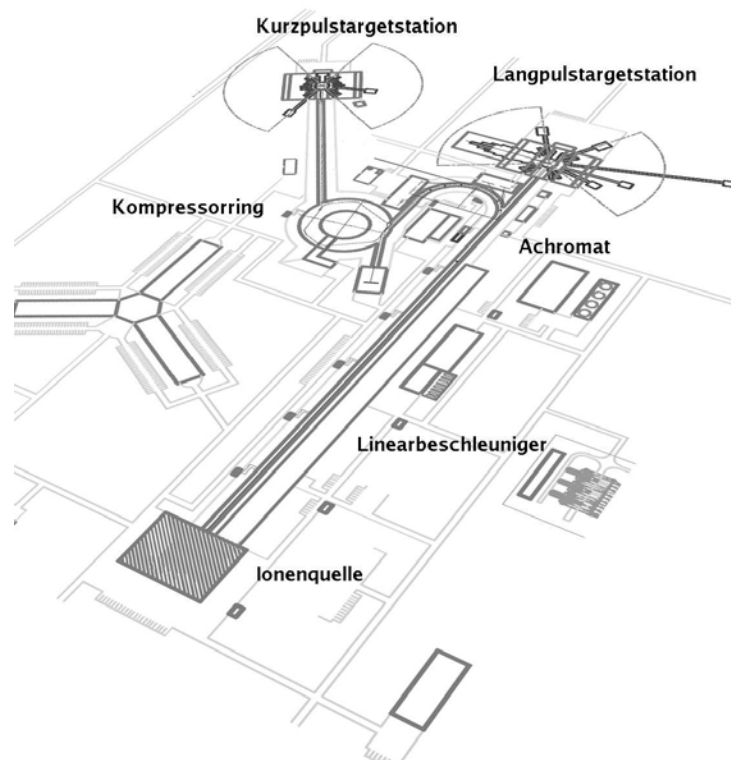 Kurzpulstargetstation
Langpulstargetstation
Kompressorring
Achromat
Linearbeschleuniger
Ionenquelle